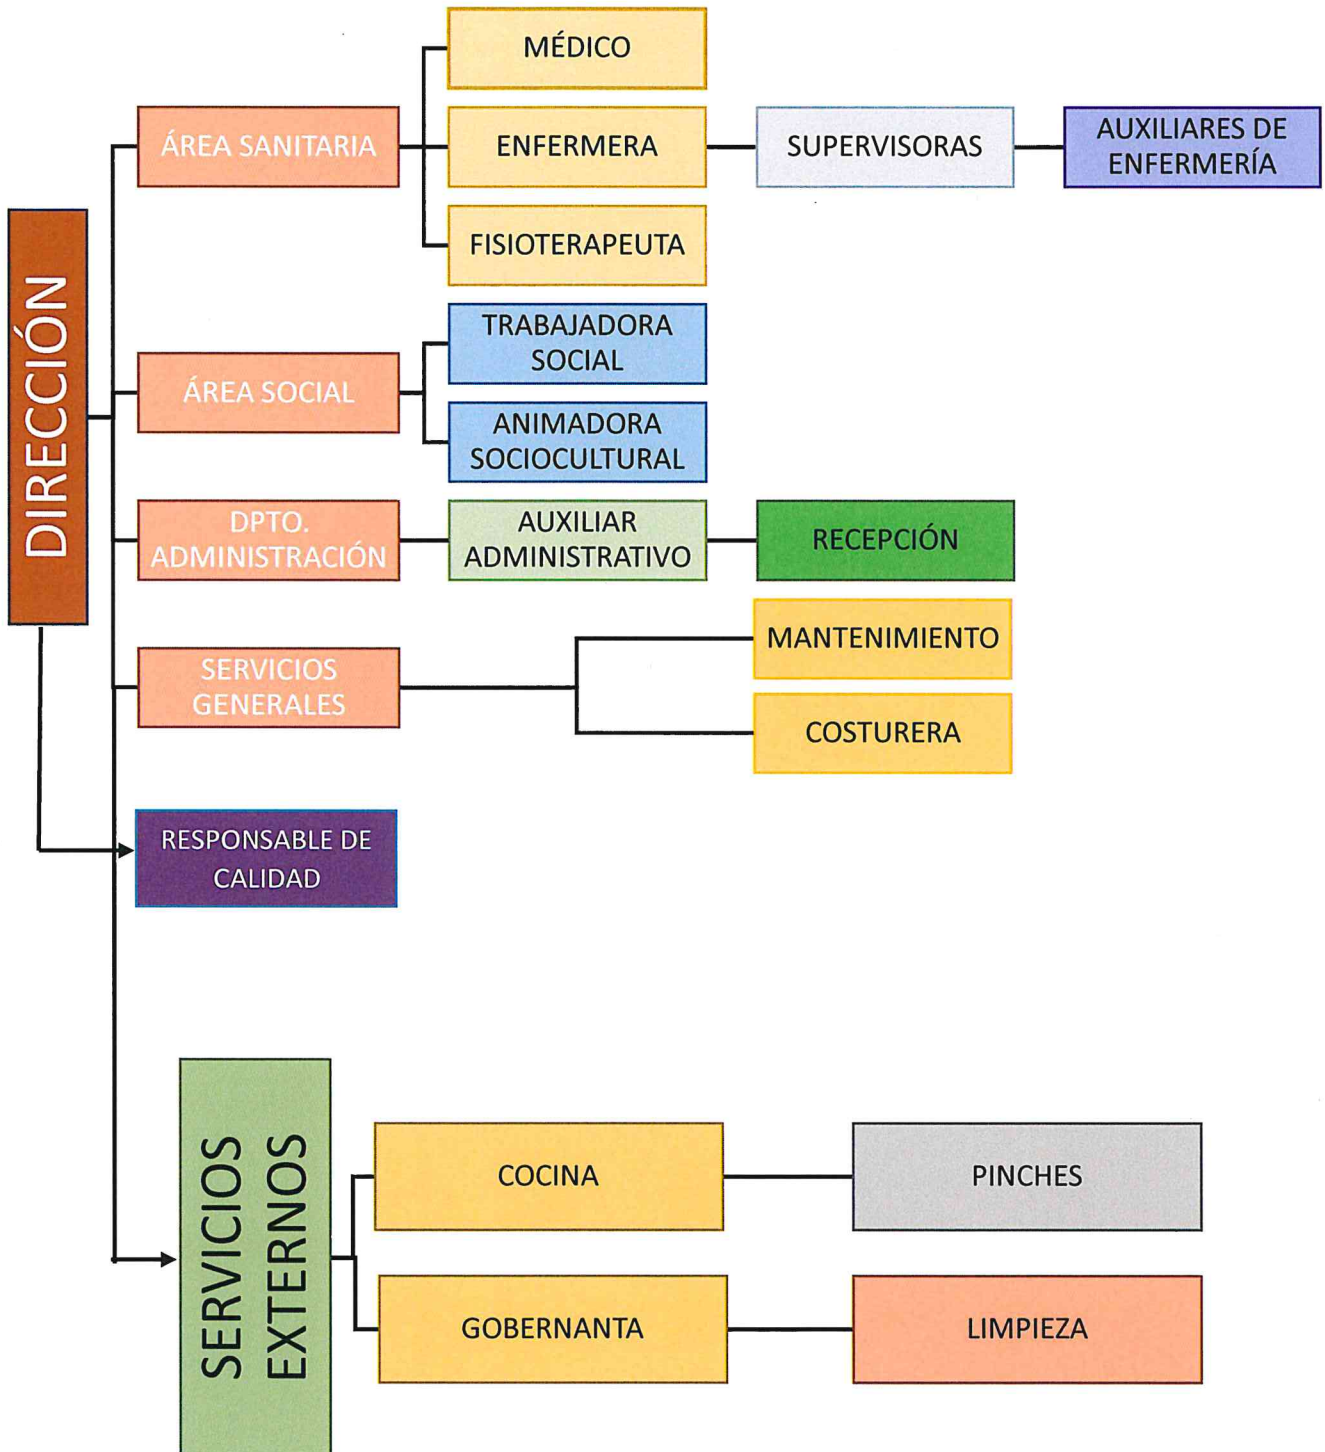 DIRECCIÓN
ÁREA SANITARIA
MÉDICO
ENFERMERA
FISIOTERAPEUTA
SUPERVISORAS
AUXILIARES DE
ENFERMERÍA
ÁREA SOCIAL
TRABAJADORA
SOCIAL
ANIMADORA
SOCIOCULTURAL
DPTO.
ADMINISTRACIÓN
AUXILIAR
ADMINISTRATIVO
RECEPCIÓN
SERVICIOS
GENERALES
MANTENIMIENTO
COSTURERA
RESPONSABLE DE
CALIDAD
SERVICIOS
EXTERNOS
COCINA
PINCHES
GOBERNANTA
LIMPIEZA